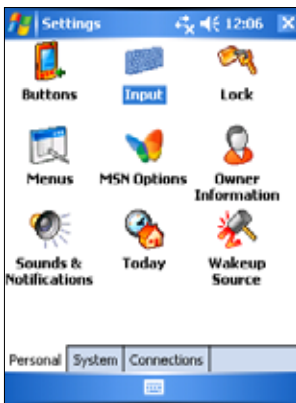 Settings 12:06
Buttons Input Lock
Menus MSN Options Owner
Information
Sounds & Today Wakeup
Notifications Source
Personal System Connections